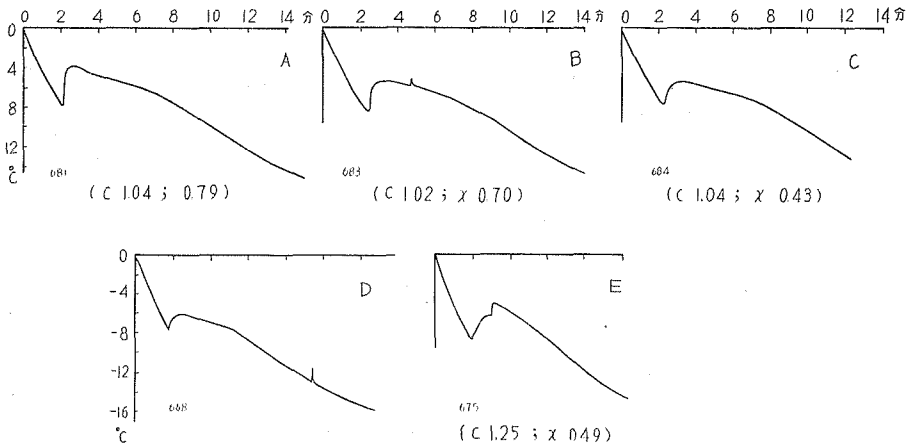 0 2 4 6 8 10 12 14 分
0 2 4 6 8 10 12 14 分
0 2 4 6 8 10 12 14 分
0
4
8
12
°C
A
B
C
681
683
684
(C 1.04 ; 0.79)
(C 1.02 ; χ 0.70)
(C 1.04 ; χ 0.43)
0
-4
-8
-12
-16
°C
D
E
668
675
(C 1.25 ; χ 0.49)